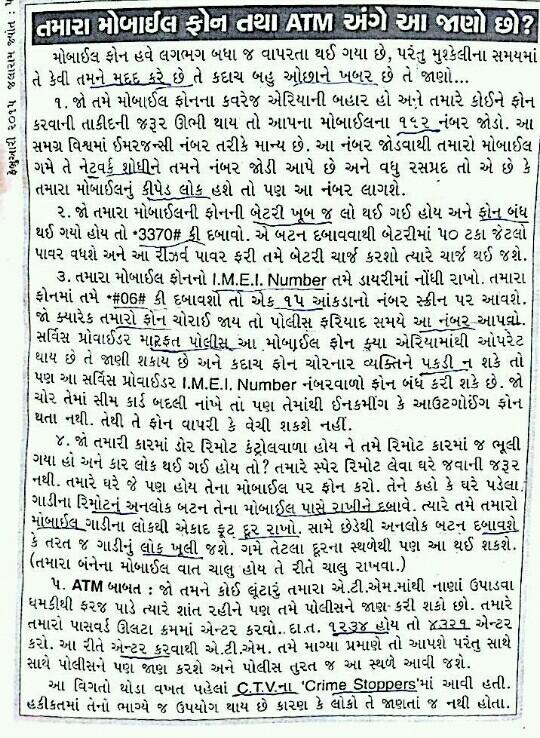 તમારા મોબાઈલ ફોન તથા ATM અંગે આ જાણો છો?
ફેબ્રુઆરી ૨૦૧૫ જલારામ જ્યોત : ૫
મોબાઈલ ફોન હવે લગભગ બધા જ વાપરતા થઈ ગયા છે, પરંતુ મુશ્કેલીના સમયમાં
તે કેવી તમને મદદ કરે છે તે કદાચ બહુ ઓછાને ખબર છે તે જાણો...
૧. જો તમે મોબાઈલ ફોનના કવરેજ એરિયાની બહાર હો અને તમારે કોઈને ફોન
કરવાની તાકીદની જરૂર ઊભી થાય તો આપના મોબાઈલના ૧૧૨ નંબર જોડો. આ
સમગ્ર વિશ્વમાં ઈમરજન્સી નંબર તરીકે માન્ય છે. આ નંબર જોડવાથી તમારો મોબાઈલ
ગમે તે નેટવર્ક શોધીને તમને નંબર જોડી આપે છે અને વધુ રસપ્રદ તો એ છે કે
તમારા મોબાઈલનું કીપેડ લોક હશે તો પણ આ નંબર લાગશે.
૨. જો તમારા મોબાઈલની ફોનની બેટરી ખૂબ જ લો થઈ ગઈ હોય અને ફોન બંધ
થઈ ગયો હોય તો *3370# કી દબાવો. એ બટન દબાવવાથી બેટરીમાં ૫૦ ટકા જેટલો
પાવર વધશે અને આ રીઝર્વ પાવર ફરી તમે બેટરી ચાર્જ કરશો ત્યારે ચાર્જ થઈ જશે.
૩. તમારા મોબાઈલ ફોનનો I.M.E.I. Number તમે ડાયરીમાં નોંધી રાખો. તમારા
ફોનમાં તમે *#06# કી દબાવશો તો એક ૧૫ આંકડાનો નંબર સ્ક્રીન પર આવશે.
જો ક્યારેક તમારો ફોન ચોરાઈ જાય તો પોલીસ ફરિયાદ સમયે આ નંબર આપવો.
સર્વિસ પ્રોવાઈડર મારફત પોલીસ આ મોબાઈલ ફોન ક્યા એરિયામાંથી ઓપરેટ
થાય છે તે જાણી શકાય છે અને કદાચ ફોન ચોરનાર વ્યક્તિને પકડી ન શકે તો
પણ આ સર્વિસ પ્રોવાઈડર I.M.E.I. Number નંબરવાળો ફોન બંધ કરી શકે છે. જો
ચોર તેમાં સીમ કાર્ડ બદલી નાંખે તો પણ તેમાંથી ઈનકમીંગ કે આઉટગોઈંગ ફોન
થતા નથી. તેથી તે ફોન વાપરી કે વેચી શકશે નહીં.
૪. જો તમારી કારમાં ડોર રિમોટ કંટ્રોલવાળા હોય ને તમે રિમોટ કારમાં જ ભૂલી
ગયા હો અને કાર લોક થઈ ગઈ હોય તો? તમારે સ્પેર રિમોટ લેવા ઘરે જવાની જરૂર
નથી. તમારા ઘરે જે પણ હોય તેના મોબાઈલ પર ફોન કરો. તેને કહો કે ઘરે પડેલા
ગાડીના રિમોટનું અનલોક બટન તેના મોબાઈલ પાસે રાખીને દબાવે. ત્યારે તમે તમારો
મોબાઈલ ગાડીના લોકથી એકાદ ફૂટ દૂર રાખો. સામે છેડેથી અનલોક બટન દબાવશે
કે તરત જ ગાડીનું લોક ખૂલી જશે. ગમે તેટલા દૂરના સ્થળેથી પણ આ થઈ શકશે.
(તમારા બંનેના મોબાઈલ વાત ચાલુ હોય તે રીતે ચાલુ રાખવા.)
૫. ATM બાબત : જો તમને કોઈ લૂંટારું તમારા એ.ટી.એમ.માંથી નાણાં ઉપાડવા
ધમકીથી ફરજ પાડે ત્યારે શાંત રહીને પણ તમે પોલીસને જાણ કરી શકો છો. તમારે
તમારો પાસવર્ડ ઊલટા ક્રમમાં એન્ટર કરવો. દા.ત. ૧૨૩૪ હોય તો ૪૩૨૧ એન્ટર
કરો. આ રીતે એન્ટર કરવાથી એ.ટી.એમ. તમે માગ્યા પ્રમાણે તો આપશે પરંતુ સાથે
સાથે પોલીસને પણ જાણ કરશે અને પોલીસ તુરત જ આ સ્થળે આવી જશે.
આ વિગતો થોડા વખત પહેલાં C.T.V.ના 'Crime Stoppers'માં આવી હતી.
હકીકતમાં તેનો ભાગ્યે જ ઉપયોગ થાય છે કારણ કે લોકો તે જાણતાં જ નથી હોતા.